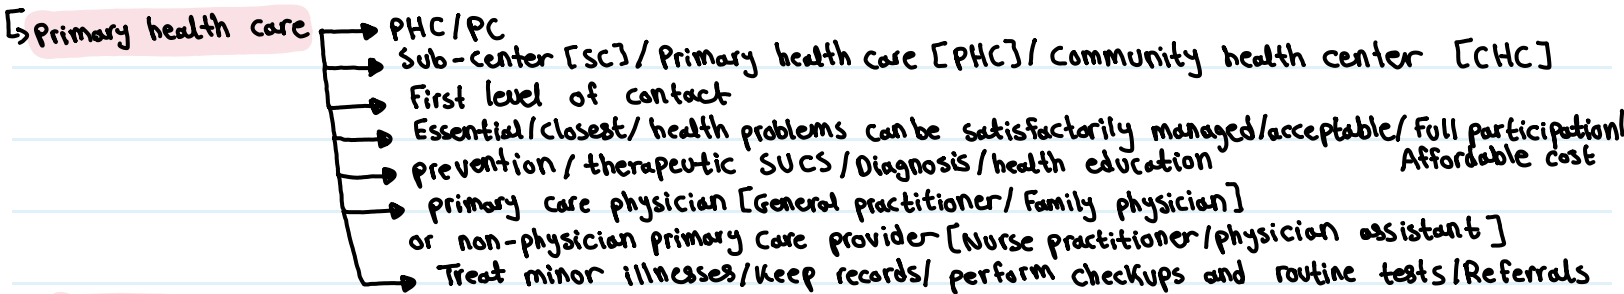 Primary health care
PHC/PC
Sub-center [SC]/Primary health care [PHC]/Community health center [CHC]
First level of contact
Essential/closest/health problems can be satisfactorily managed/acceptable/Full participation/
Affordable cost
prevention/therapeutic SUCS/Diagnosis/health education
primary care physician [General practitioner/Family physician]
or non-physician primary care provider [Nurse practitioner/physician assistant]
Treat minor illnesses/Keep records/perform checkups and routine tests/Referrals